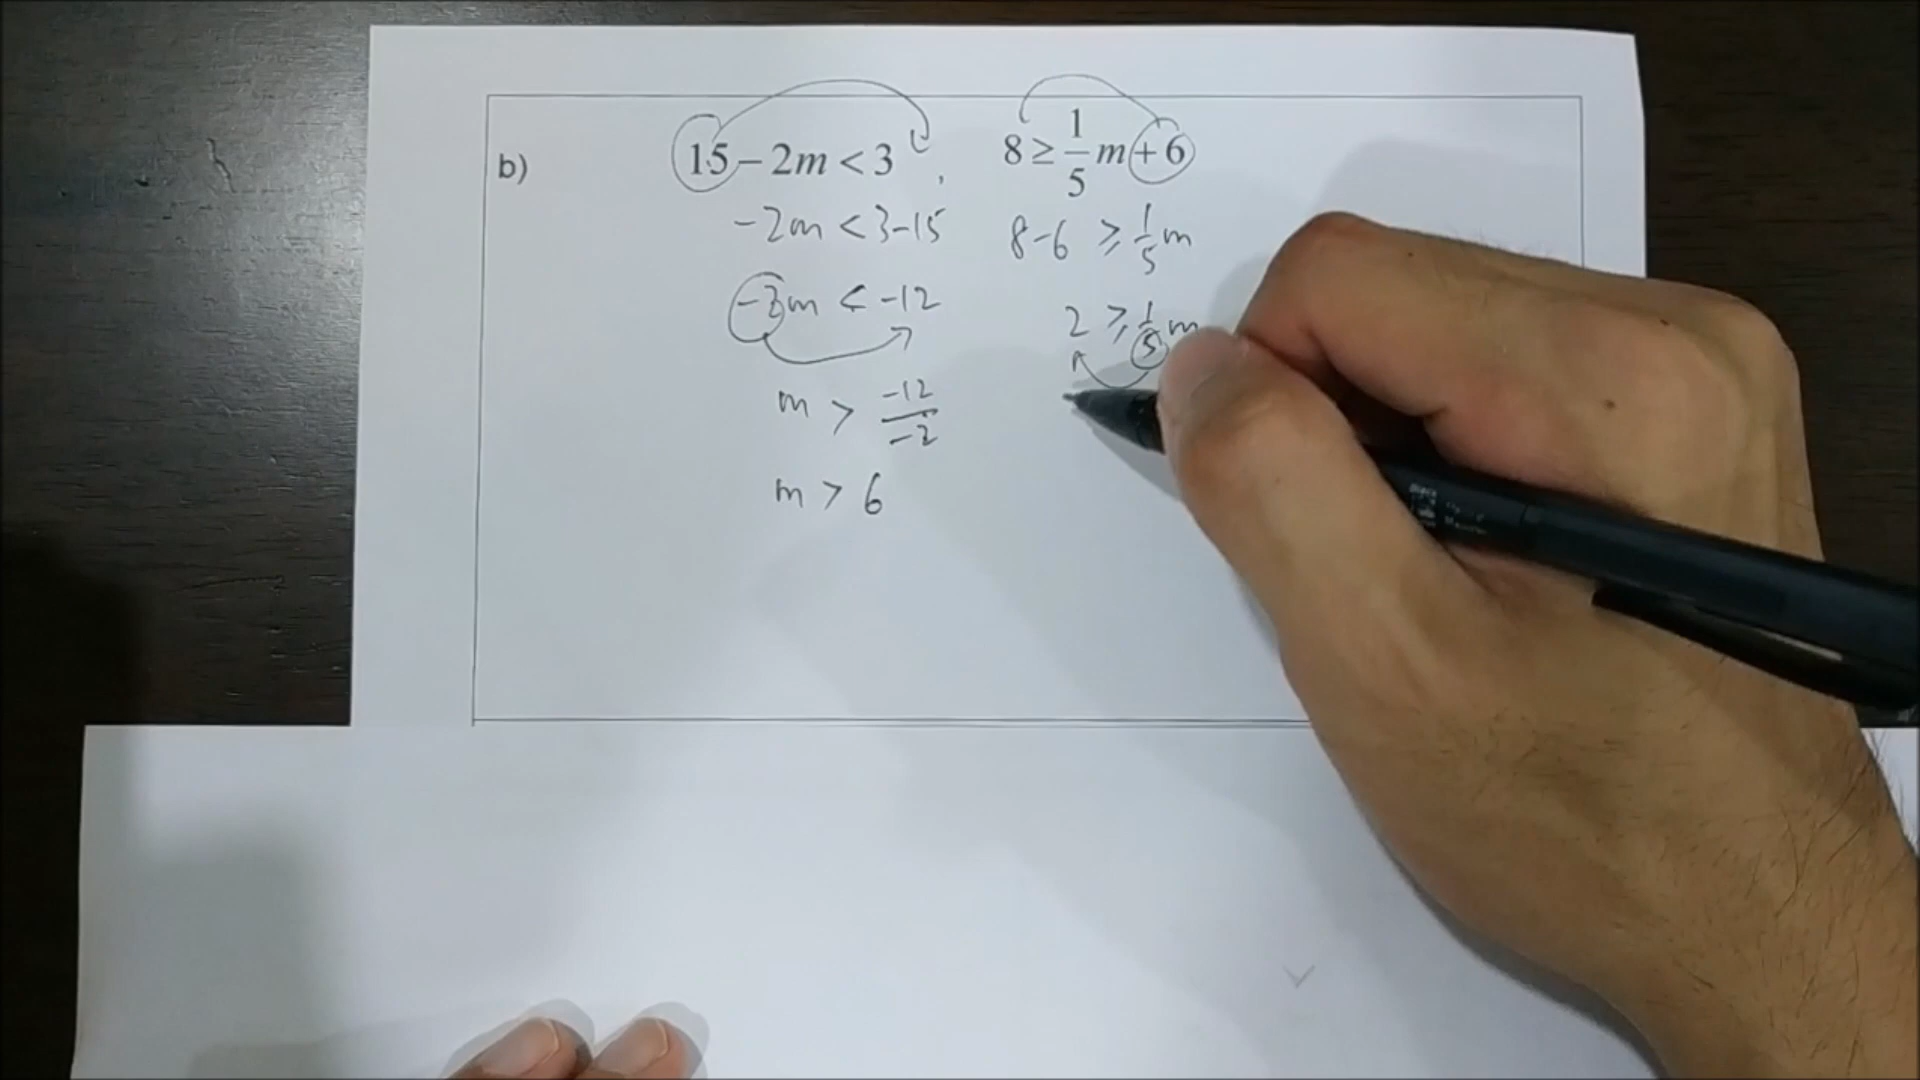 b) 15 − 2m < 3 , 8 ≥ 1/5 m + 6
-2m < 3-15
8-6 ≥ 1/5 m
-2m < -12
2 ≥ 1/5 m
m > -12/-2
m > 6